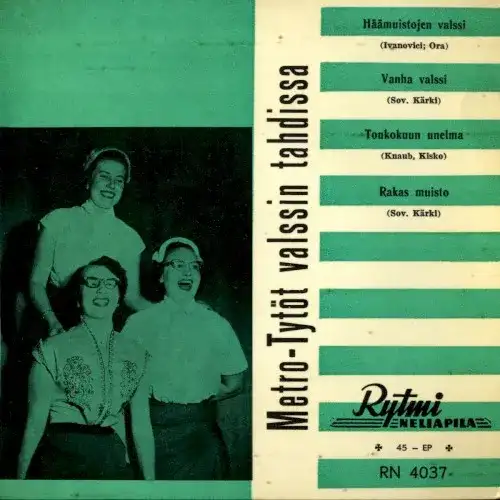 Metro-Tytöt valssin tahdissa
Häämuistojen valssi
(Ivanovici; Ora)
Vanha valssi
(Sov. Kärki)
Toukokuun unelma
(Knaub, Kisko)
Rakas muisto
(Sov. Kärki)
Rytmi
NELIAPILA
✠ 45 – EP ✠
RN 4037